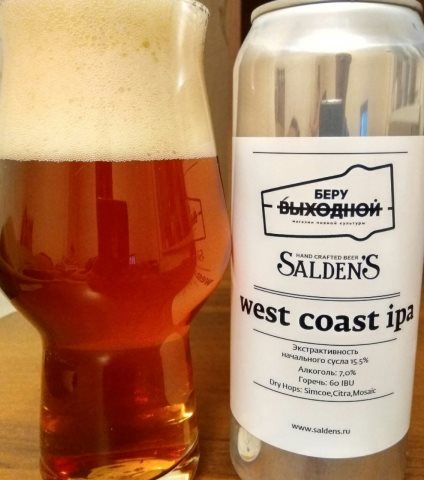 БЕРУ
ВЫХОДНОЙ
магазин пивной культуры
HAND CRAFTED BEER
SALDEN'S
west coast ipa
Экстрактивность
начального сусла 15.5%
Алкоголь: 7,0%
Горечь: 60 IBU
Dry Hops: Simcoe,Citra,Mosaic
www.saldens.ru